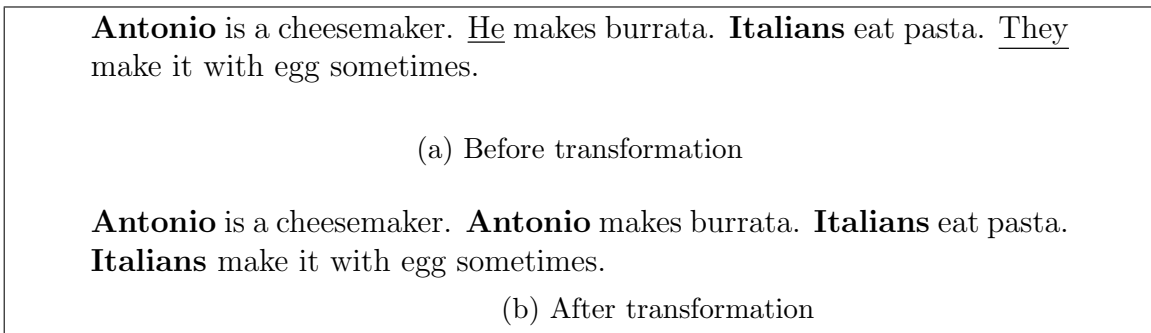 Antonio is a cheesemaker. He makes burrata. Italians eat pasta. They
make it with egg sometimes.
(a) Before transformation
Antonio is a cheesemaker. Antonio makes burrata. Italians eat pasta.
Italians make it with egg sometimes.
(b) After transformation